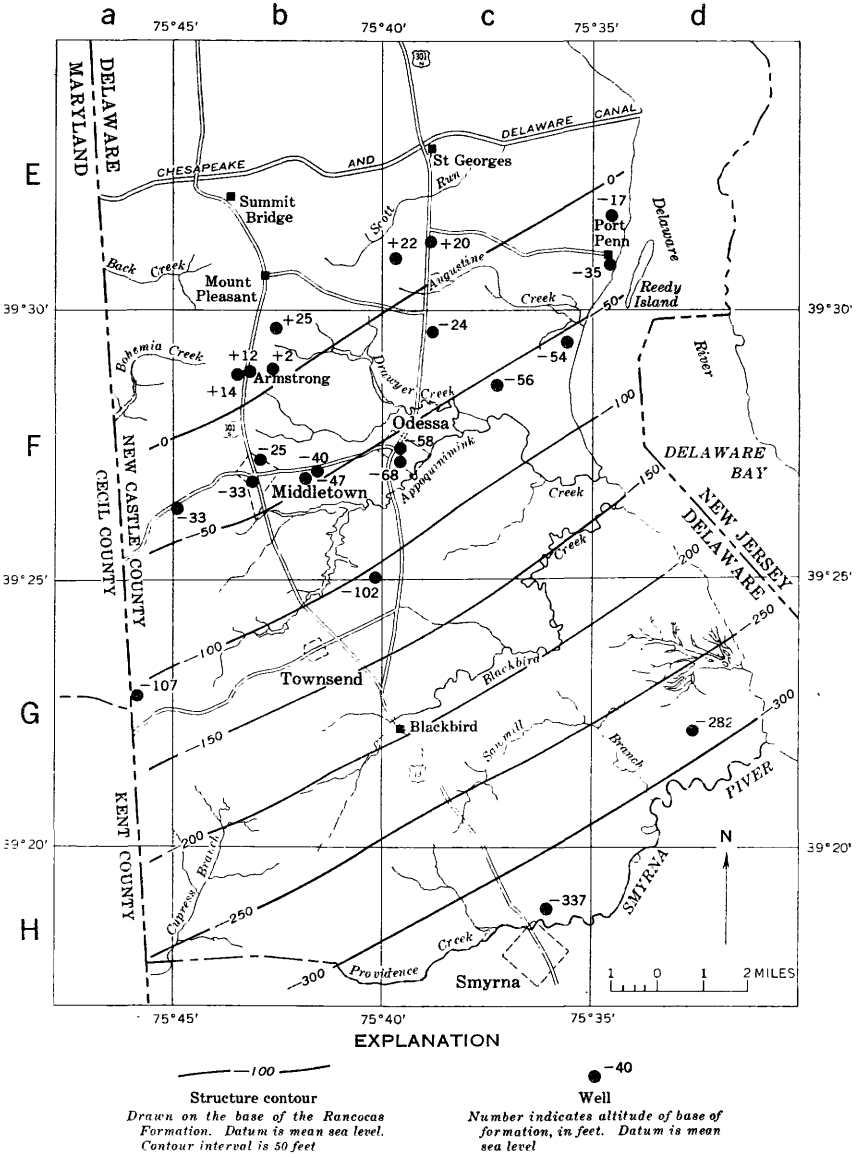 a
b
c
d
75°45'
75°40'
75°35'
301
N
MARYLAND
DELAWARE
CHESAPEAKE AND DELAWARE CANAL
E
St Georges
Summit
Bridge
Scott Run
0
-17
Port
Penn
Delaware
+22
+20
Back Creek
Mount
Pleasant
Augustine
-35
Reedy
Island
39°30'
50
39°30'
+25
Creek
-24
-54
River
Bohemia Creek
+12
+2
Armstrong
+14
Drawyer Creek
-56
-100
0
301
Odessa
-58
F
-25
-40
-68
Appoquinimink
DELAWARE
BAY
-33
-47
Middletown
-150
-33
Creek
NEW CASTLE COUNTY
CECIL COUNTY
-50
NEW JERSEY
DELAWARE
Creek
-200
39°25'
39°25'
-102
-250
-100
-107
Townsend
Blackbird
-300
G
-150
Blackbird
-282
Sawmill
Branch
RIVER
KENT COUNTY
-200
39°20'
39°20'
N
Cypress Branch
SMYRNA
-250
-337
H
Creek
Providence
-300
Smyrna
1 0 1 2 MILES
75°45'
75°40'
75°35'
EXPLANATION
-100
-40
Structure contour
Drawn on the base of the Rancocas
Formation. Datum is mean sea level.
Contour interval is 50 feet
Well
Number indicates altitude of base of
formation, in feet. Datum is mean
sea level